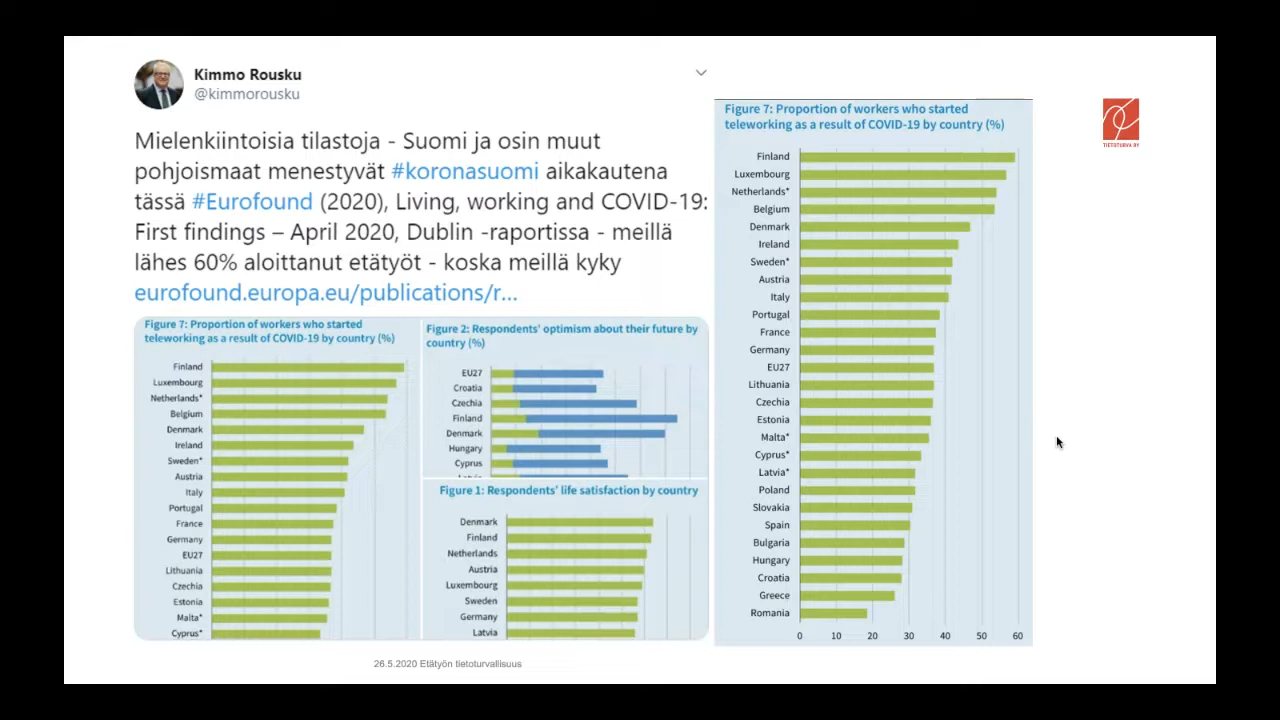 Kimmo Rousku
@kimmorousku
Mielenkiintoisia tilastoja - Suomi ja osin muut
pohjoismaat menestyvät #koronasuomi aikakautena
tässä #Eurofound (2020), Living, working and COVID-19:
First findings – April 2020, Dublin -raportissa - meillä
lähes 60% aloittanut etätyöt - koska meillä kyky
eurofound.europa.eu/publications/r...
Figure 7: Proportion of workers who started
teleworking as a result of COVID-19 by country (%)
Finland
Luxembourg
Netherlands*
Belgium
Denmark
Ireland
Sweden*
Austria
Italy
Portugal
France
Germany
EU27
Lithuania
Czechia
Estonia
Malta*
Cyprus*
Figure 2: Respondents' optimism about their future by
country (%)
EU27
Croatia
Czechia
Finland
Denmark
Hungary
Cyprus
Latvia
Figure 1: Respondents' life satisfaction by country
Denmark
Finland
Netherlands
Austria
Luxembourg
Sweden
Germany
Latvia
Figure 7: Proportion of workers who started
teleworking as a result of COVID-19 by country (%)
Finland
Luxembourg
Netherlands*
Belgium
Denmark
Ireland
Sweden*
Austria
Italy
Portugal
France
Germany
EU27
Lithuania
Czechia
Estonia
Malta*
Cyprus*
Latvia*
Poland
Slovakia
Spain
Bulgaria
Hungary
Croatia
Greece
Romania
0 10 20 30 40 50 60
TIETOTURVA OY
26.5.2020 Etätyön tietoturvallisuus